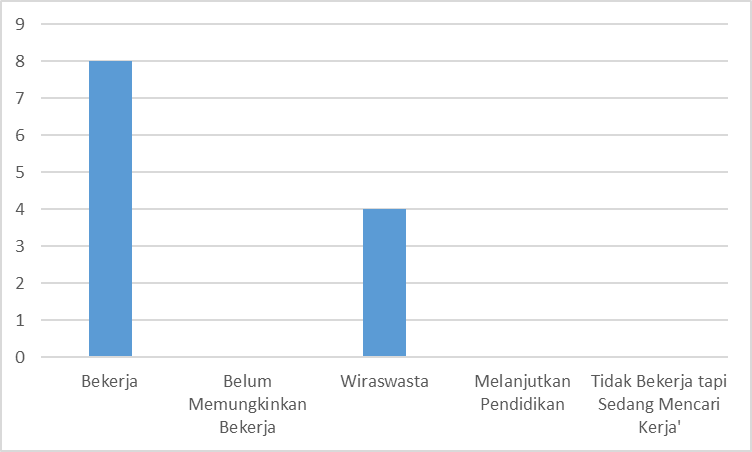 9
8
7
6
5
4
3
2
1
0
Bekerja
Belum
Memungkinkan
Bekerja
Wiraswasta
Melanjutkan
Pendidikan
Tidak Bekerja tapi
Sedang Mencari
Kerja'